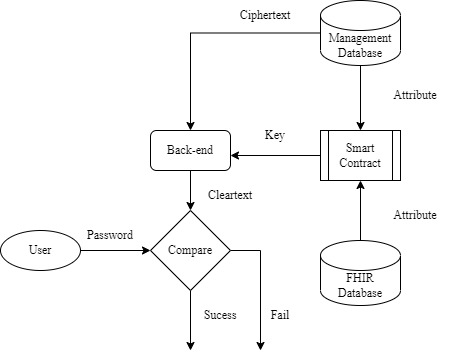 Ciphertext
Management
Database
Attribute
Key
Back-end
Smart
Contract
Cleartext
Attribute
Password
User
Compare
FHIR
Database
Sucess
Fail